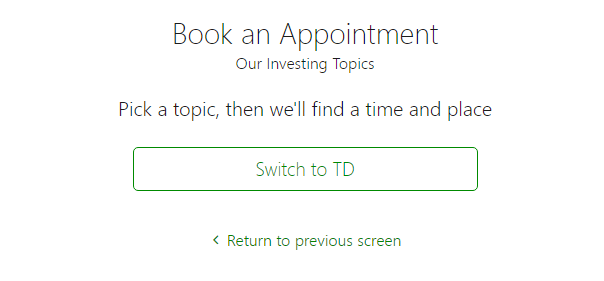 Book an Appointment
Our Investing Topics
Pick a topic, then we'll find a time and place
Switch to TD
Return to previous screen